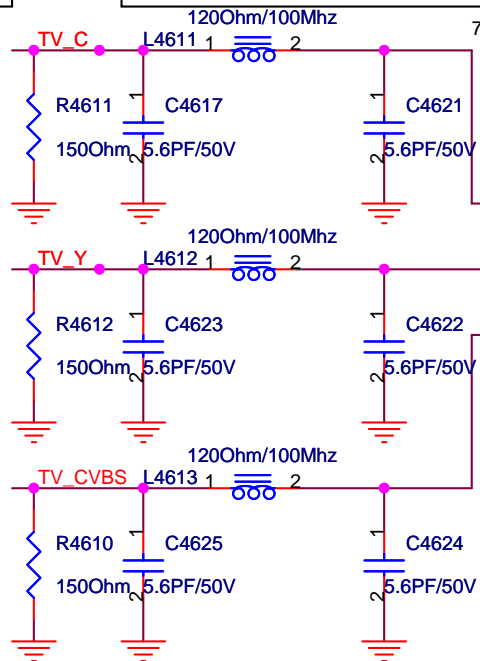 120Ohm/100Mhz
7
TV_C L4611 1 2
1 1
R4611 C4617 C4621
150Ohm 5.6PF/50V 5.6PF/50V
2 2
120Ohm/100Mhz
TV_Y L4612 1 2
1 1
R4612 C4623 C4622
150Ohm 5.6PF/50V 5.6PF/50V
2 2
120Ohm/100Mhz
TV_CVBS L4613 1 2
1 1
R4610 C4625 C4624
150Ohm 5.6PF/50V 5.6PF/50V
2 2